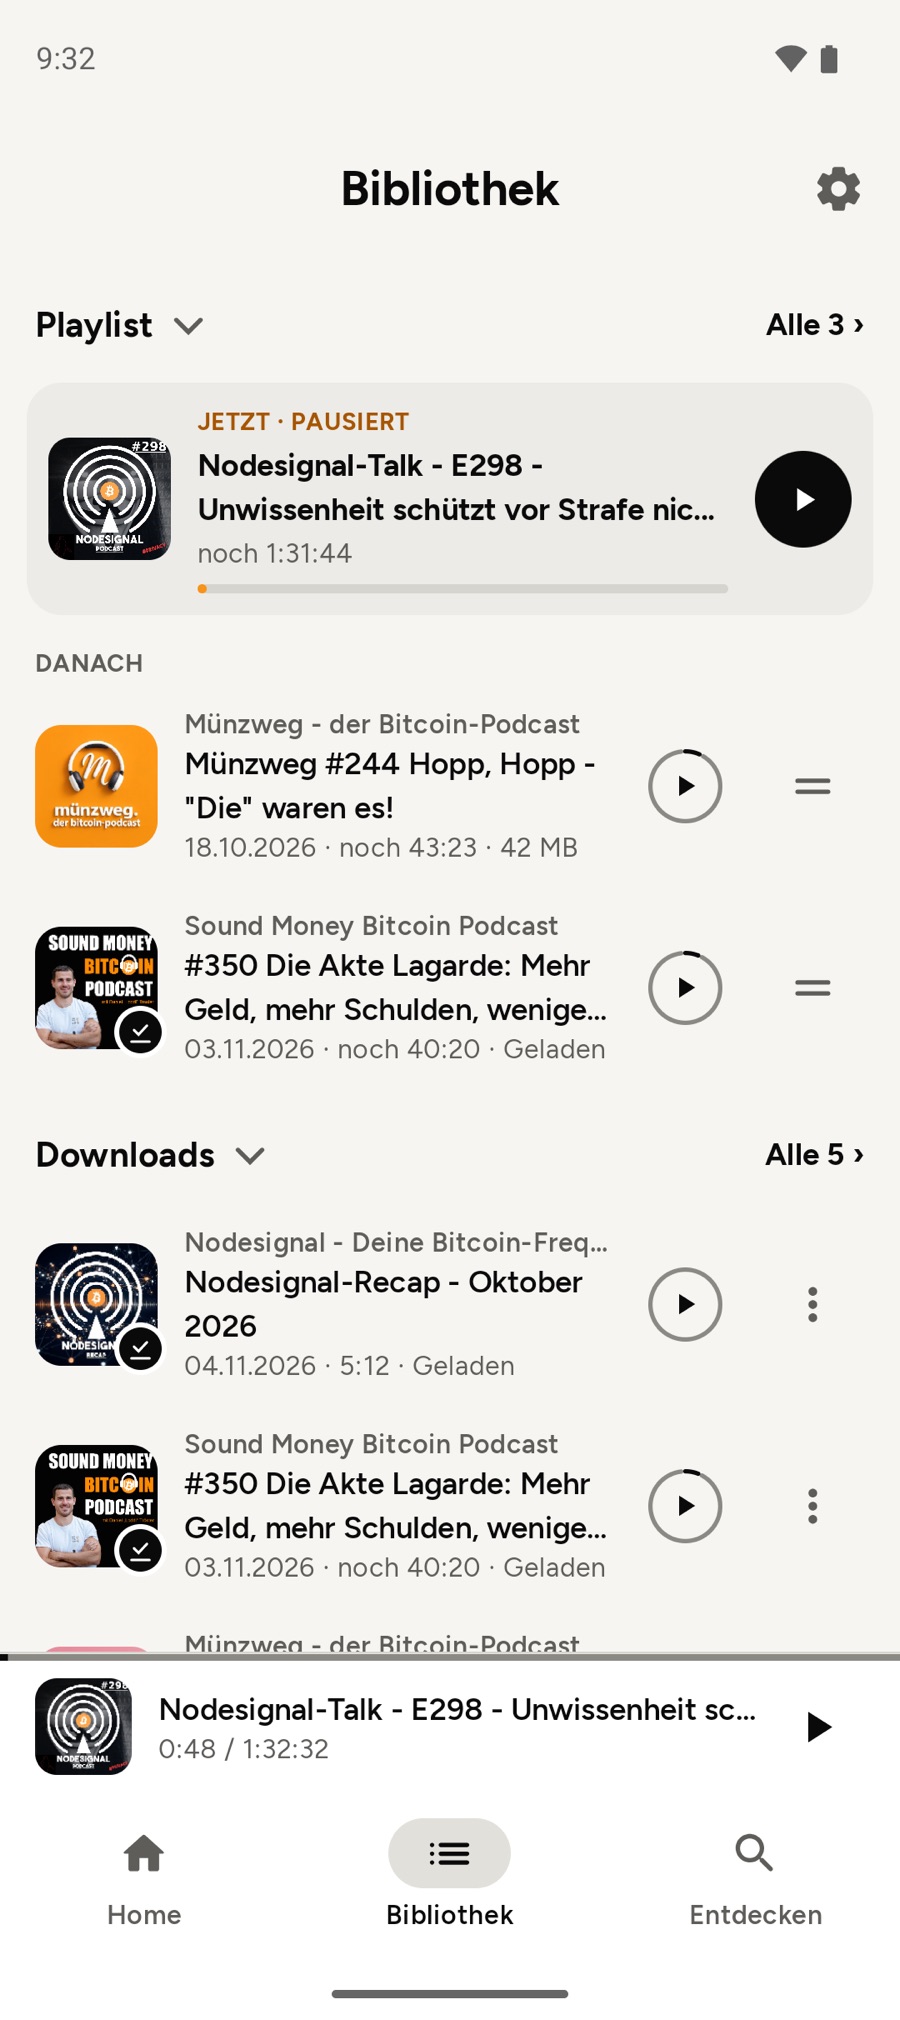 9:32
Bibliothek
Playlist
Alle 3 ›
#298
NODESIGNAL
PODCAST
JETZT · PAUSIERT
Nodesignal-Talk - E298 -
Unwissenheit schützt vor Strafe nic...
noch 1:31:44
DANACH
münzweg.
der bitcoin-podcast
Münzweg - der Bitcoin-Podcast
Münzweg #244 Hopp, Hopp -
"Die" waren es!
18.10.2026 · noch 43:23 · 42 MB
SOUND MONEY
BITCOIN
PODCAST
Sound Money Bitcoin Podcast
#350 Die Akte Lagarde: Mehr
Geld, mehr Schulden, wenige...
03.11.2026 · noch 40:20 · Geladen
Downloads
Alle 5 ›
Nodesignal - Deine Bitcoin-Freq...
Nodesignal-Recap - Oktober
2026
04.11.2026 · 5:12 · Geladen
SOUND MONEY
BITCOIN
PODCAST
Sound Money Bitcoin Podcast
#350 Die Akte Lagarde: Mehr
Geld, mehr Schulden, wenige...
03.11.2026 · noch 40:20 · Geladen
Münzweg - der Bitcoin-Podcast
NODESIGNAL
PODCAST
Nodesignal-Talk - E298 - Unwissenheit sc...
0:48 / 1:32:32
Home
Bibliothek
Entdecken